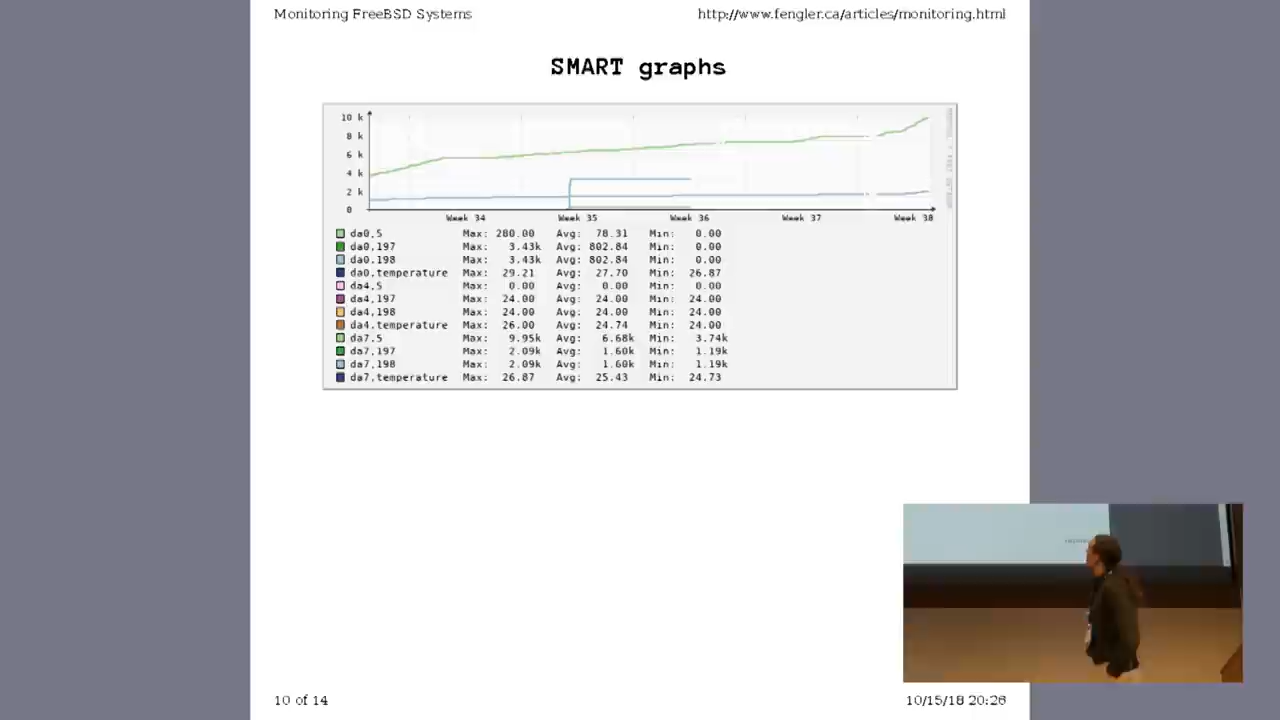 Monitoring FreeBSD Systems http://www.fengler.ca/articles/monitoring.html
SMART graphs
10 k
8 k
6 k
4 k
2 k
0
Week 34 Week 35 Week 36 Week 37 Week 38
da0,5 Max: 280.00 Avg: 78.31 Min: 0.00
da0,197 Max: 3.43k Avg: 802.84 Min: 0.00
da0,198 Max: 3.43k Avg: 802.84 Min: 0.00
da0,temperature Max: 29.21 Avg: 27.70 Min: 26.87
da4,5 Max: 0.00 Avg: 0.00 Min: 0.00
da4,197 Max: 24.00 Avg: 24.00 Min: 24.00
da4,198 Max: 24.00 Avg: 24.00 Min: 24.00
da4,temperature Max: 26.00 Avg: 24.74 Min: 24.00
da7,5 Max: 9.95k Avg: 6.68k Min: 3.74k
da7,197 Max: 2.09k Avg: 1.60k Min: 1.19k
da7,198 Max: 2.09k Avg: 1.60k Min: 1.19k
da7,temperature Max: 26.87 Avg: 25.43 Min: 24.73
10 of 14 10/15/18 20:26